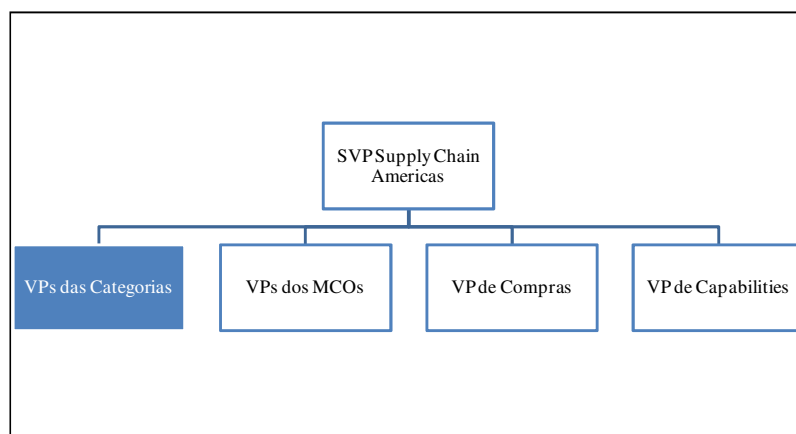 SVP Supply Chain
Americas
VPs das Categorias
VPs dos MCOs
VP de Compras
VP de Capabilities